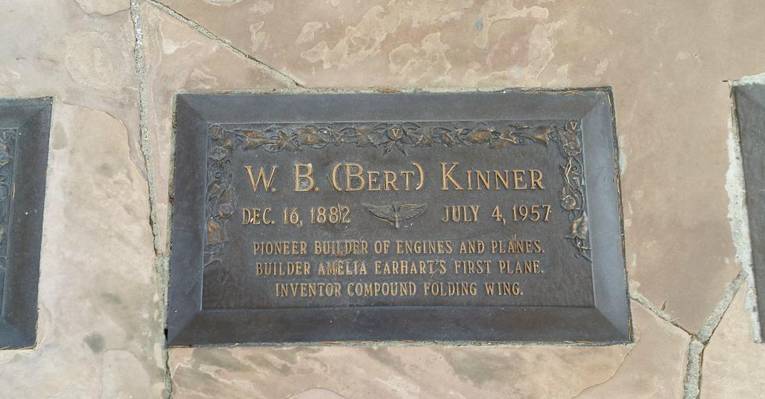 W. B. (BERT) KINNER
DEC. 16, 1882 JULY 4, 1957
PIONEER BUILDER OF ENGINES AND PLANES.
BUILDER AMELIA EARHART'S FIRST PLANE.
INVENTOR COMPOUND FOLDING WING.